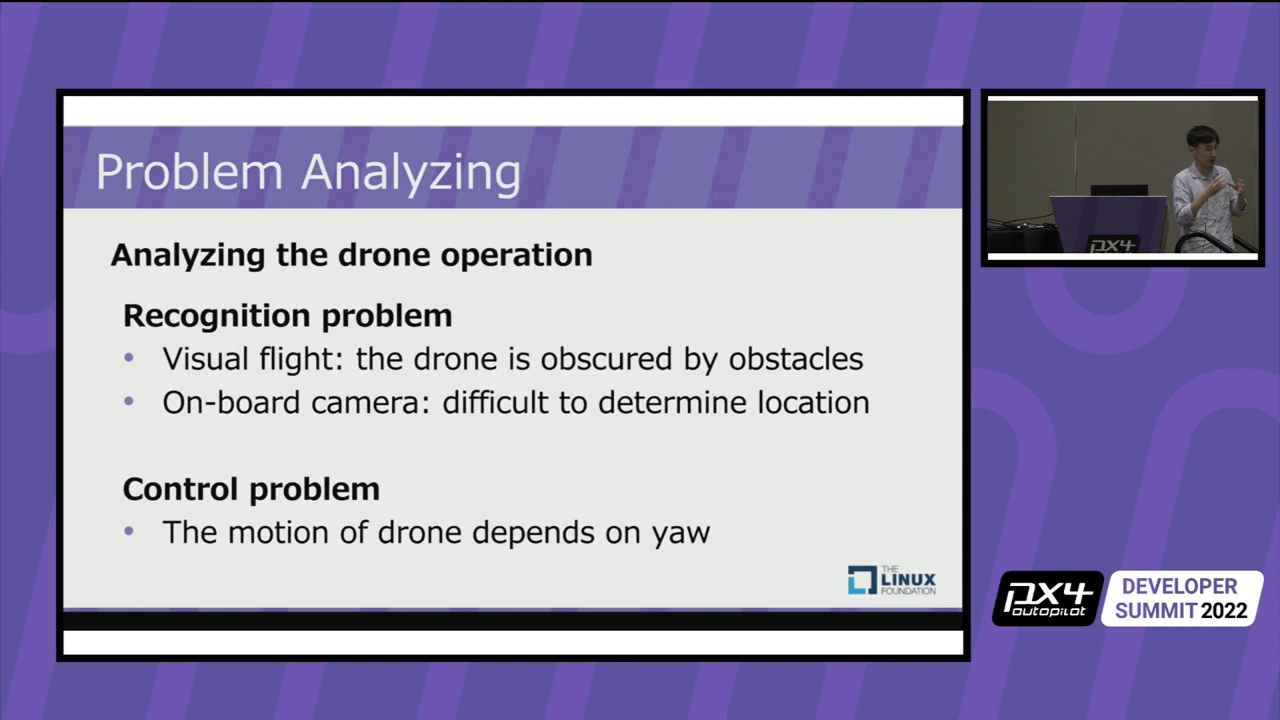 Problem Analyzing
Analyzing the drone operation
Recognition problem
• Visual flight: the drone is obscured by obstacles
• On-board camera: difficult to determine location
Control problem
• The motion of drone depends on yaw
THE
LINUX
FOUNDATION
px4
px4
autopilot
DEVELOPER
SUMMIT 2022